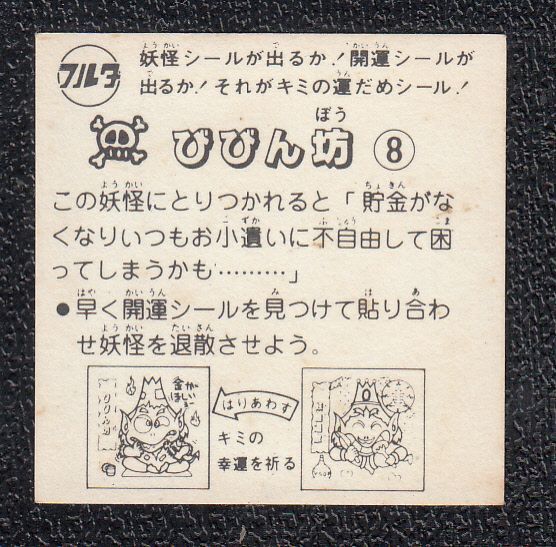 フルタ
妖怪シールが出るか!開運シールが
出るか!それがキミの運だめシール!
びびん坊 8
この妖怪にとりつかれると「貯金がな
くなりいつもお小遣いに不自由して困
ってしまうかも………」
●早く開運シールを見つけて貼り合わ
せ妖怪を退散させよう。
金が
ほしい
はりあわす
キミの
幸運を祈る